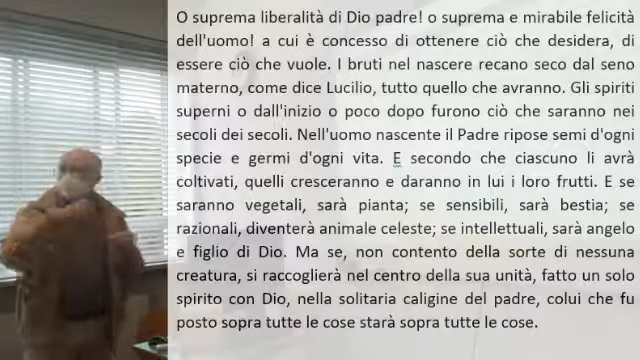 O suprema liberalità di Dio padre! o suprema e mirabile felicità
dell'uomo! a cui è concesso di ottenere ciò che desidera, di
essere ciò che vuole. I bruti nel nascere recano seco dal seno
materno, come dice Lucilio, tutto quello che avranno. Gli spiriti
superni o dall'inizio o poco dopo furono ciò che saranno nei
secoli dei secoli. Nell'uomo nascente il Padre ripose semi d'ogni
specie e germi d'ogni vita. E secondo che ciascuno li avrà
coltivati, quelli cresceranno e daranno in lui i loro frutti. E se
saranno vegetali, sarà pianta; se sensibili, sarà bestia; se
razionali, diventerà animale celeste; se intellettuali, sarà angelo
e figlio di Dio. Ma se, non contento della sorte di nessuna
creatura, si raccoglierà nel centro della sua unità, fatto un solo
spirito con Dio, nella solitaria caligine del padre, colui che fu
posto sopra tutte le cose starà sopra tutte le cose.